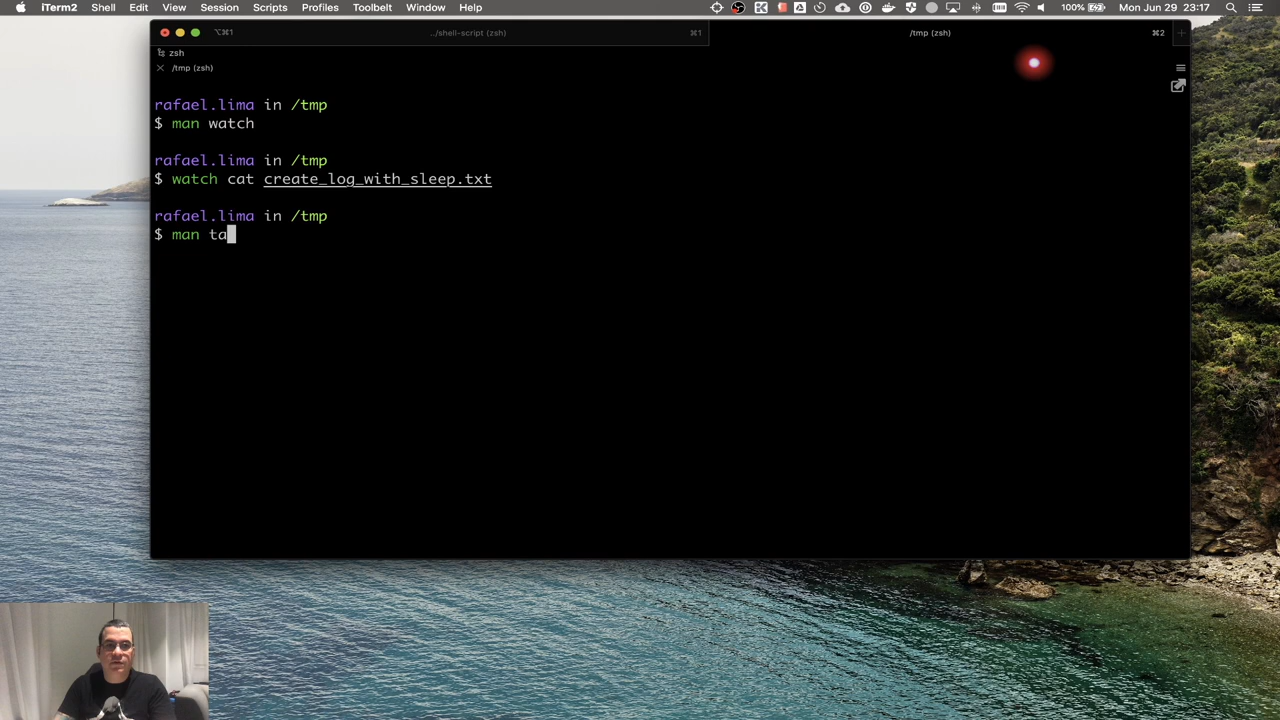 iTerm2 Shell Edit View Session Scripts Profiles Toolbelt Window Help 100% Mon Jun 29 23:17
⌥⌘1 ../shell-script (zsh) ⌘1 /tmp (zsh) ⌘2 +
zsh
/tmp (zsh)
rafael.lima in /tmp
$ man watch
rafael.lima in /tmp
$ watch cat create_log_with_sleep.txt
rafael.lima in /tmp
$ man ta